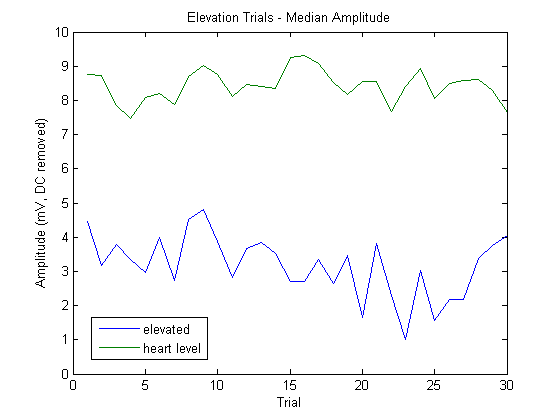 Elevation Trials - Median Amplitude
10
9
8
7
6
5
4
3
2
1
0
Amplitude (mV, DC removed)
elevated
heart level
0 5 10 15 20 25 30
Trial